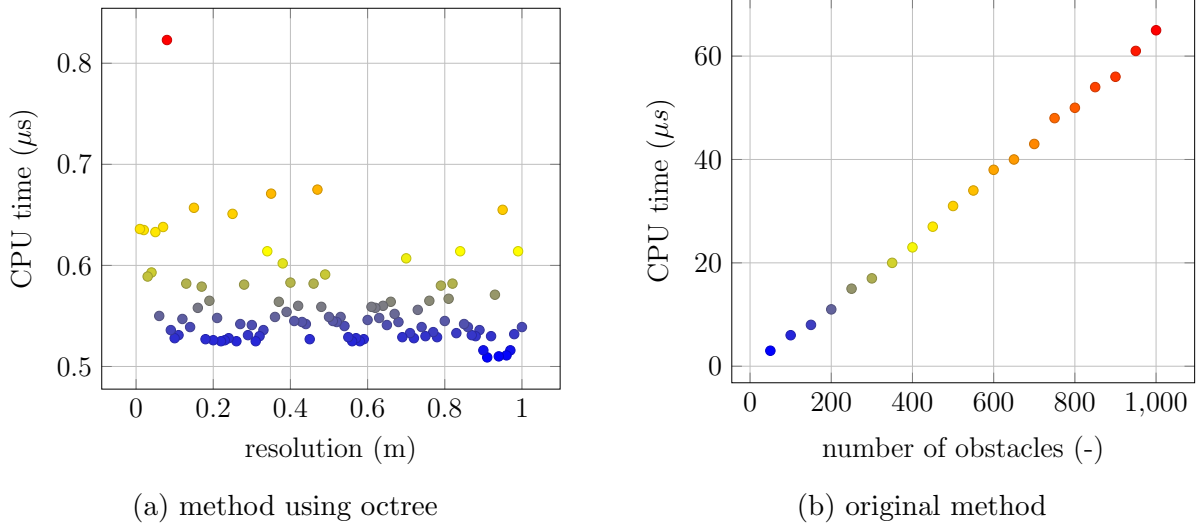 0.8
0.7
0.6
0.5
CPU time (μs)
0 0.2 0.4 0.6 0.8 1
resolution (m)
(a) method using octree
60
40
20
0
CPU time (μs)
0 200 400 600 800 1,000
number of obstacles (-)
(b) original method